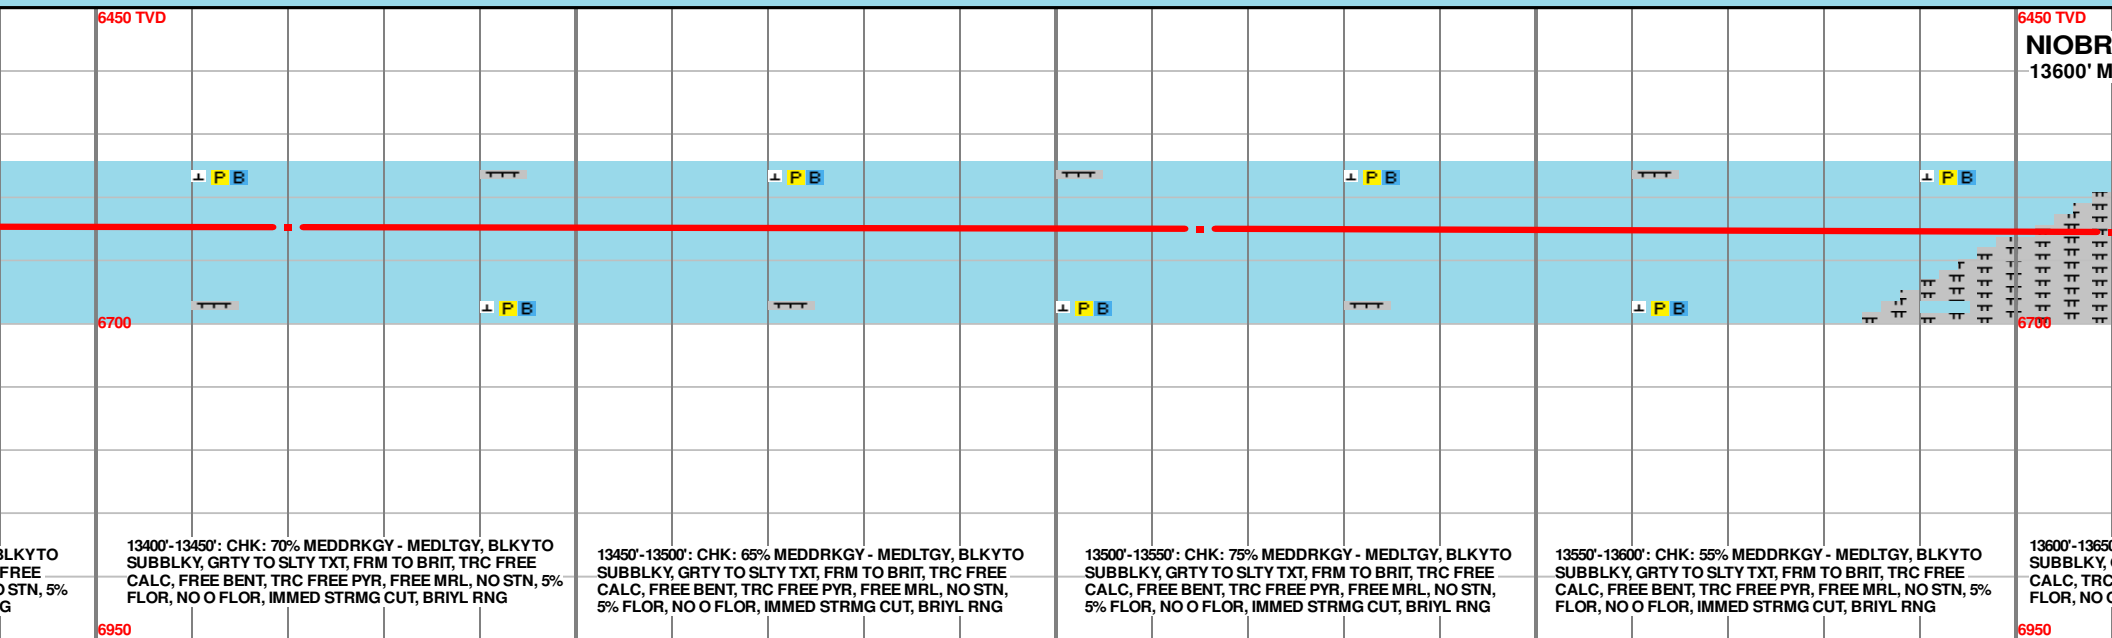 6450 TVD
6450 TVD
NIOBR
13600' M
P B
P B
P B
P B
P B
P B
P B
6700
6700
BLKYTO
FREE
O STN, 5%
G
13400'-13450': CHK: 70% MEDDRKGY - MEDLTGY, BLKYTO
SUBBLKY, GRTY TO SLTY TXT, FRM TO BRIT, TRC FREE
CALC, FREE BENT, TRC FREE PYR, FREE MRL, NO STN, 5%
FLOR, NO O FLOR, IMMED STRMG CUT, BRIYL RNG
13450'-13500': CHK: 65% MEDDRKGY - MEDLTGY, BLKYTO
SUBBLKY, GRTY TO SLTY TXT, FRM TO BRIT, TRC FREE
CALC, FREE BENT, TRC FREE PYR, FREE MRL, NO STN,
5% FLOR, NO O FLOR, IMMED STRMG CUT, BRIYL RNG
13500'-13550': CHK: 75% MEDDRKGY - MEDLTGY, BLKYTO
SUBBLKY, GRTY TO SLTY TXT, FRM TO BRIT, TRC FREE
CALC, FREE BENT, TRC FREE PYR, FREE MRL, NO STN,
5% FLOR, NO O FLOR, IMMED STRMG CUT, BRIYL RNG
13550'-13600': CHK: 55% MEDDRKGY - MEDLTGY, BLKYTO
SUBBLKY, GRTY TO SLTY TXT, FRM TO BRIT, TRC FREE
CALC, FREE BENT, TRC FREE PYR, FREE MRL, NO STN, 5%
FLOR, NO O FLOR, IMMED STRMG CUT, BRIYL RNG
13600'-13650
SUBBLKY,
CALC, TRC
FLOR, NO
6950
6950